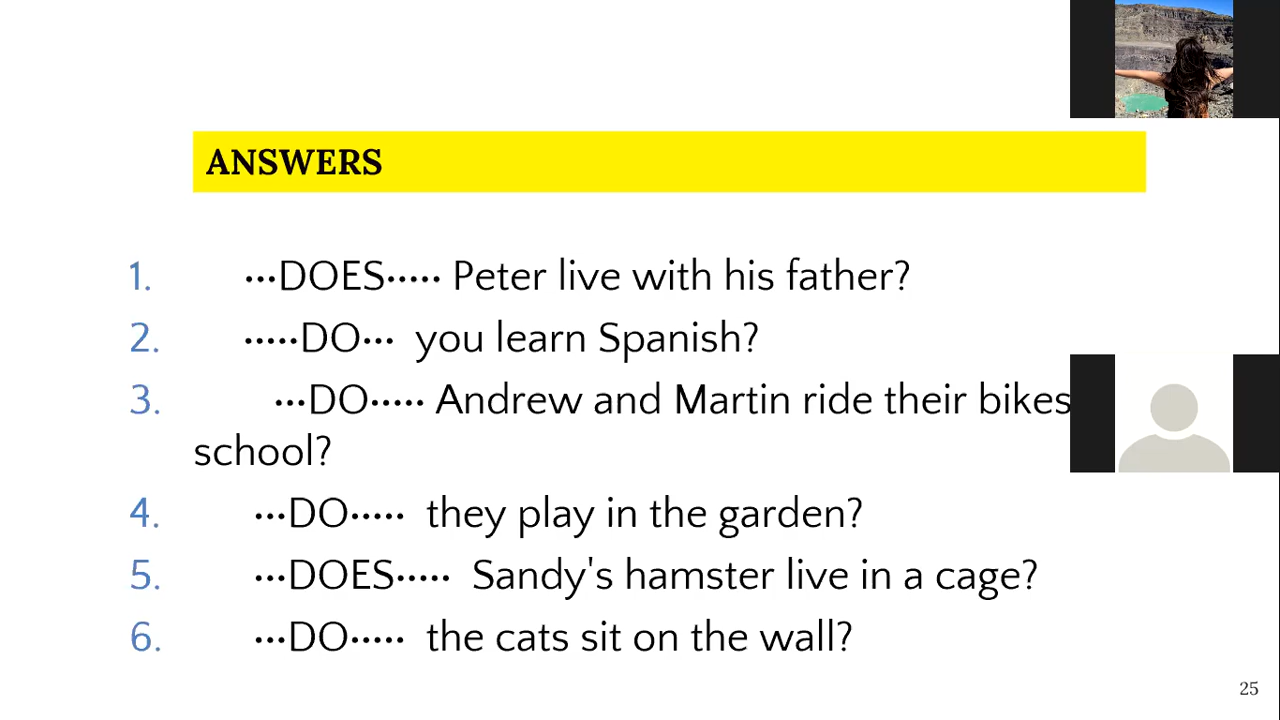 ANSWERS
1. ···DOES····· Peter live with his father?
2. ·····DO··· you learn Spanish?
3. ···DO····· Andrew and Martin ride their bikes
school?
4. ···DO····· they play in the garden?
5. ···DOES····· Sandy's hamster live in a cage?
6. ···DO····· the cats sit on the wall?
25